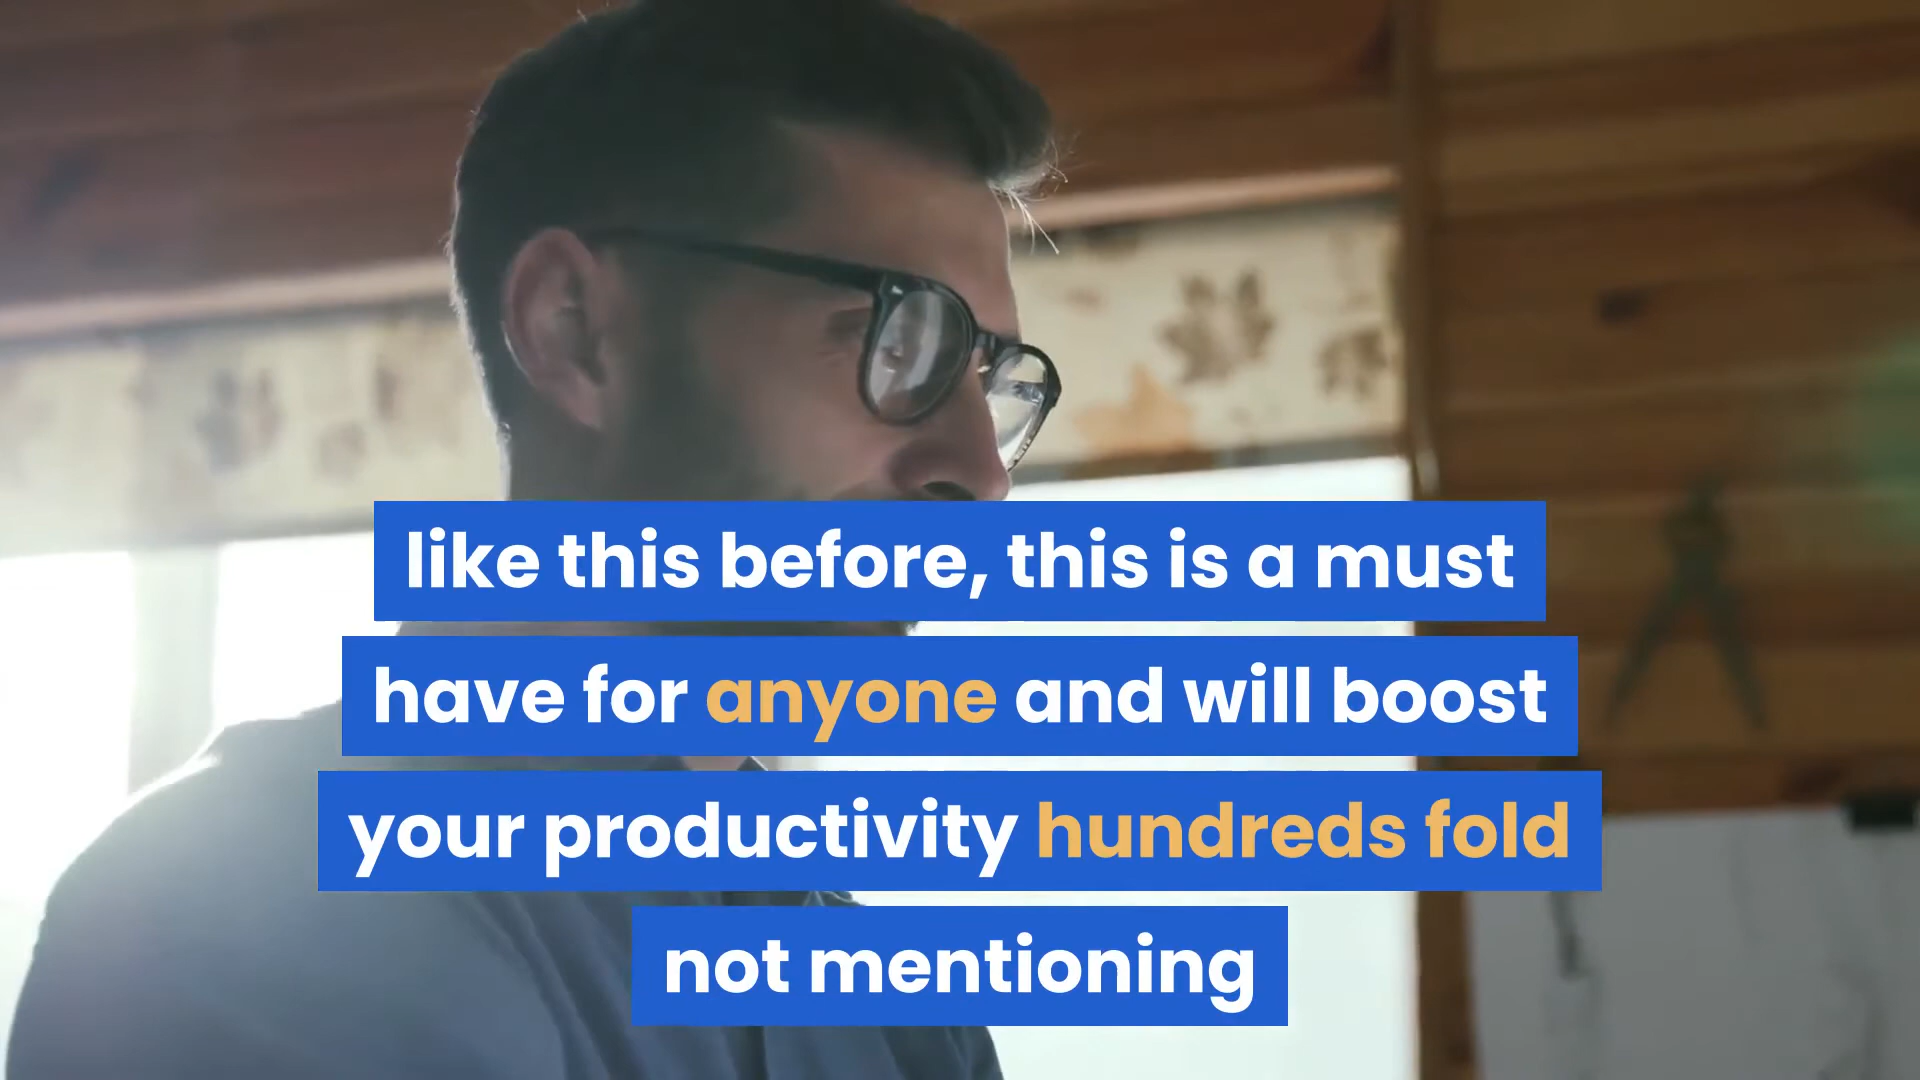 like this before, this is a must
have for anyone and will boost
your productivity hundreds fold
not mentioning